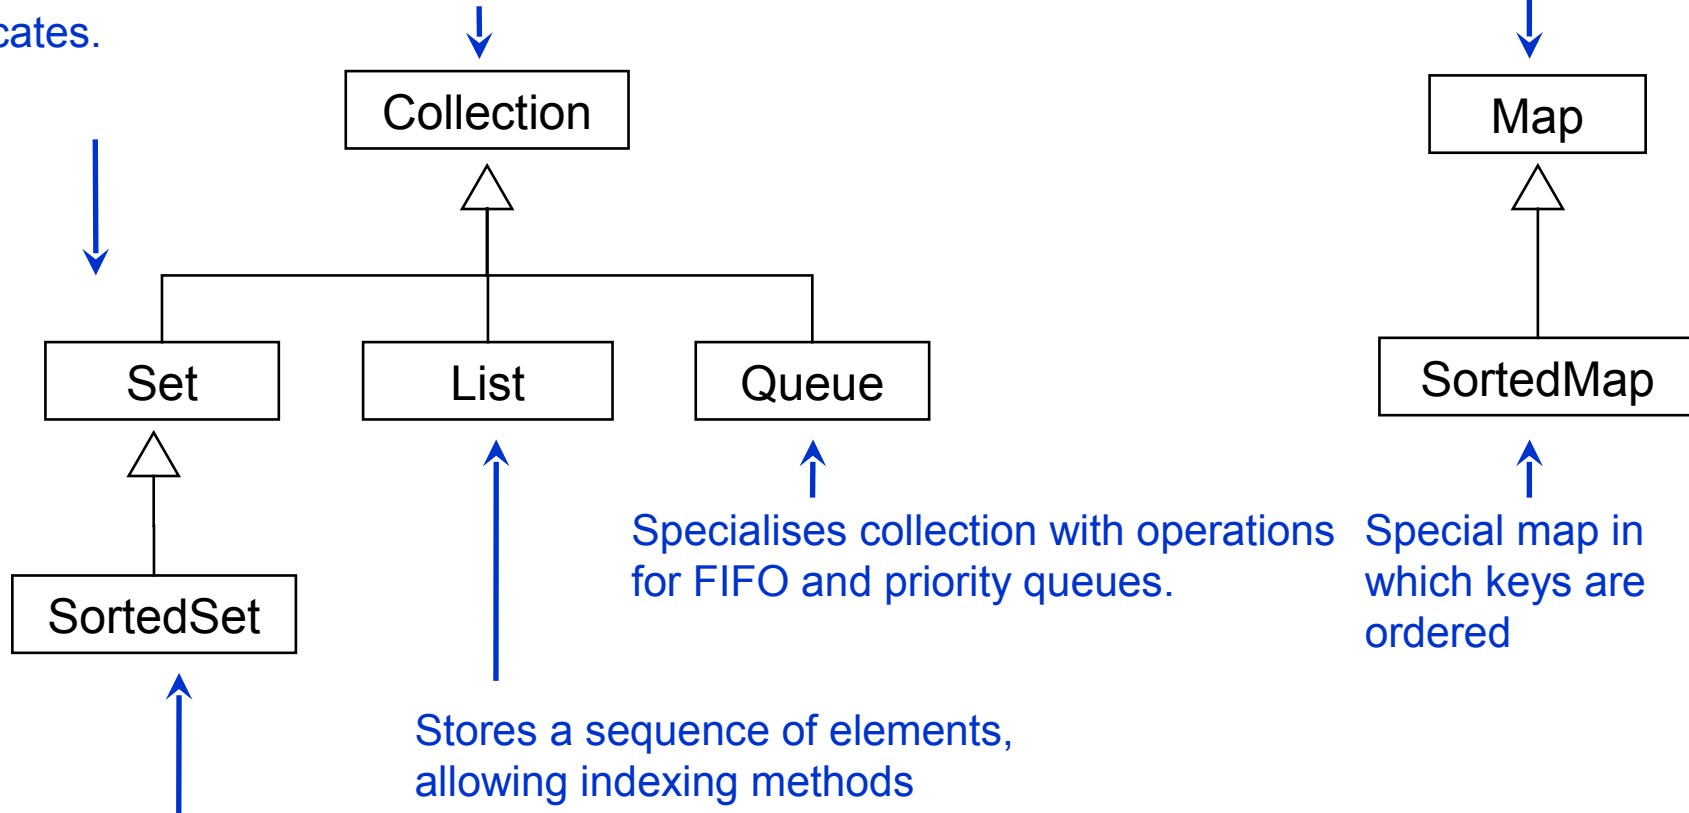 cates.
Collection
Map
Set
List
Queue
SortedMap
Specialises collection with operations
for FIFO and priority queues.
Special map in
which keys are
ordered
SortedSet
Stores a sequence of elements,
allowing indexing methods